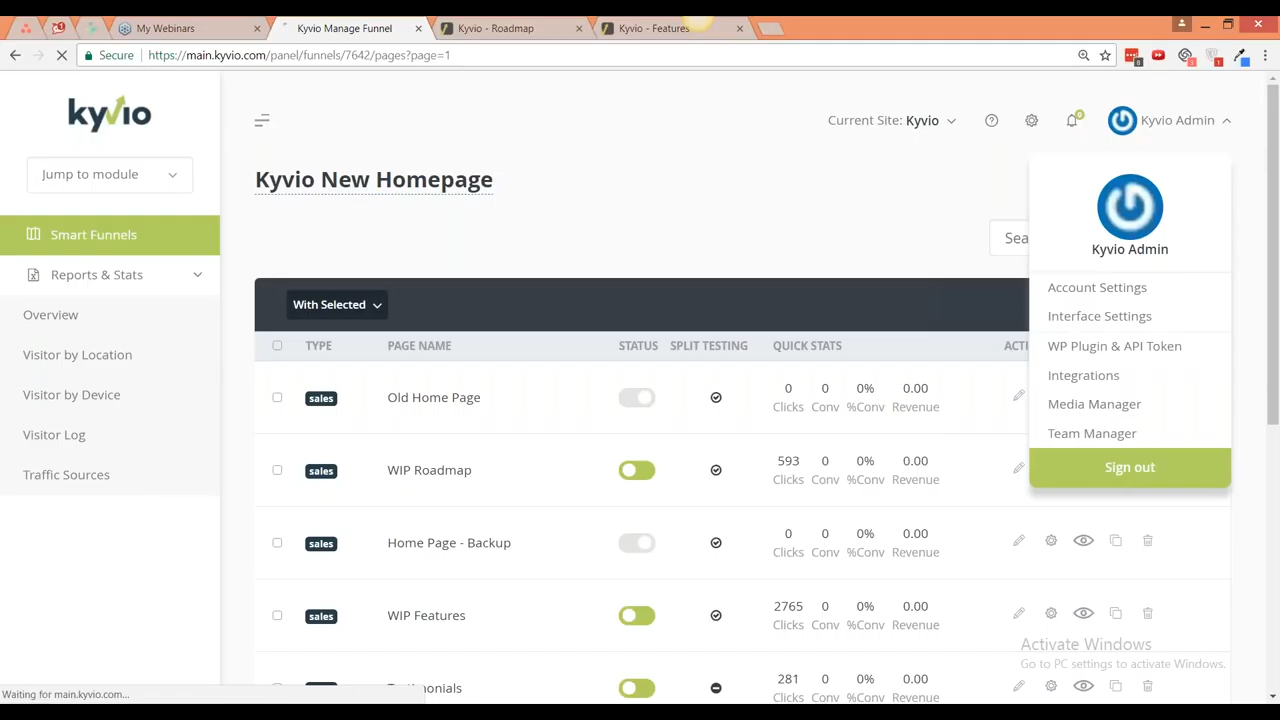 My Webinars
Kyvio Manage Funnel
Kyvio - Roadmap
Kyvio - Features
Secure
https://main.kyvio.com/panel/funnels/7642/pages?page=1
8
3
1
kyvio
Current Site: Kyvio
0
Kyvio Admin
Jump to module
Kyvio New Homepage
Smart Funnels
Sea
Kyvio Admin
Reports & Stats
Account Settings
Overview
With Selected
Interface Settings
TYPE PAGE NAME STATUS SPLIT TESTING QUICK STATS ACTI
WP Plugin & API Token
Visitor by Location
Integrations
Visitor by Device
sales Old Home Page 0 0 0% 0.00
Clicks Conv %Conv Revenue
Media Manager
Visitor Log
Team Manager
Traffic Sources
sales WIP Roadmap 593 0 0% 0.00
Clicks Conv %Conv Revenue
Sign out
sales Home Page - Backup 0 0 0% 0.00
Clicks Conv %Conv Revenue
sales WIP Features 2765 0 0% 0.00
Clicks Conv %Conv Revenue
Activate Windows
Go to PC settings to activate Windows.
281 0 0% 0.00
Clicks Conv %Conv Revenue
Waiting for main.kyvio.com...